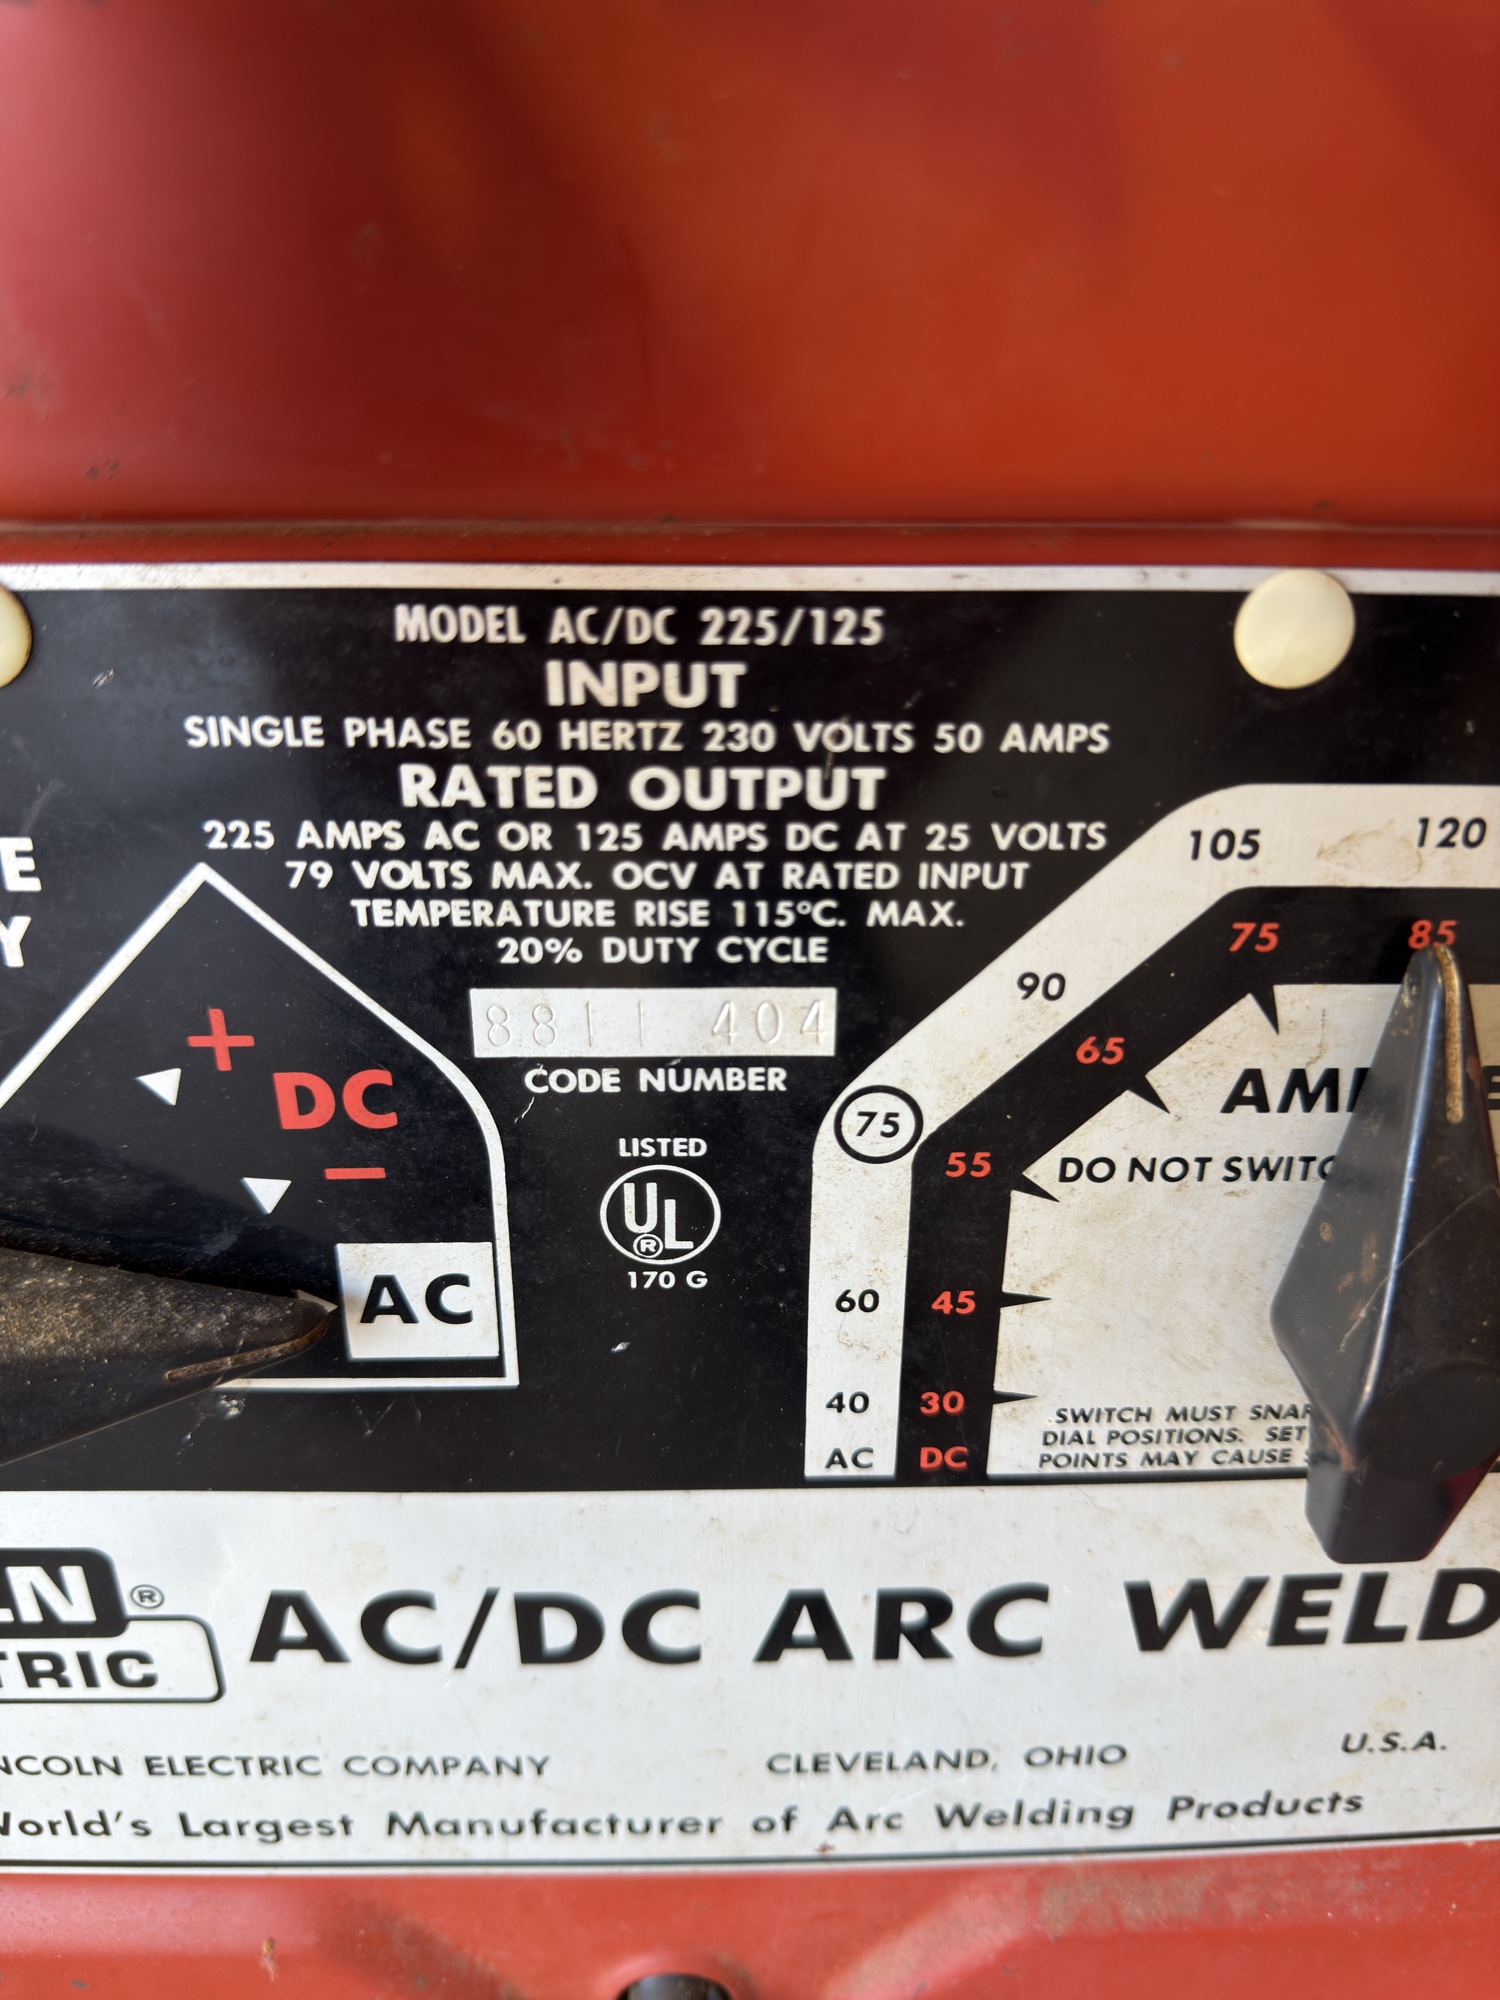 MODEL AC/DC 225/125
INPUT
SINGLE PHASE 60 HERTZ 230 VOLTS 50 AMPS
RATED OUTPUT
225 AMPS AC OR 125 AMPS DC AT 25 VOLTS
79 VOLTS MAX. OCV AT RATED INPUT
TEMPERATURE RISE 115°C. MAX.
20% DUTY CYCLE
8811 404
CODE NUMBER
LISTED
UL
®
170 G
E
Y
+
DC
−
AC
105
120
75
85
90
65
75
55
60
45
40
30
AC
DC
DO NOT
SWITCH MUST
DIAL POSITIONS. SET
POINTS MAY CAUSE
LN ®
TRIC
AC/DC ARC WELD
NCOLN ELECTRIC COMPANY
CLEVELAND, OHIO
U.S.A.
World's Largest Manufacturer of Arc Welding Products